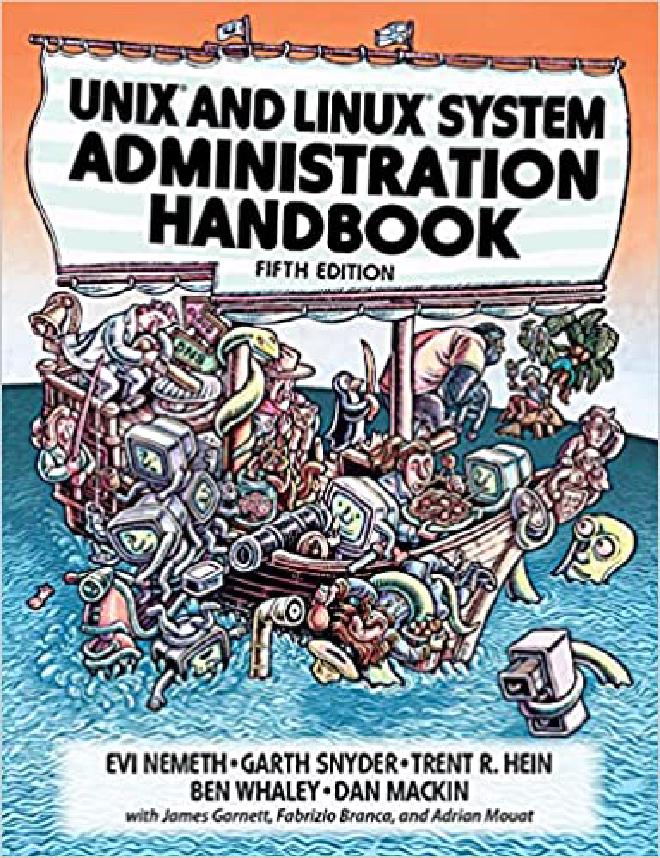 UNIX® AND LINUX® SYSTEM
ADMINISTRATION
HANDBOOK
FIFTH EDITION
DNS
EVI NEMETH • GARTH SNYDER • TRENT R. HEIN
BEN WHALEY • DAN MACKIN
with James Garnett, Fabrizio Branca, and Adrian Mouat